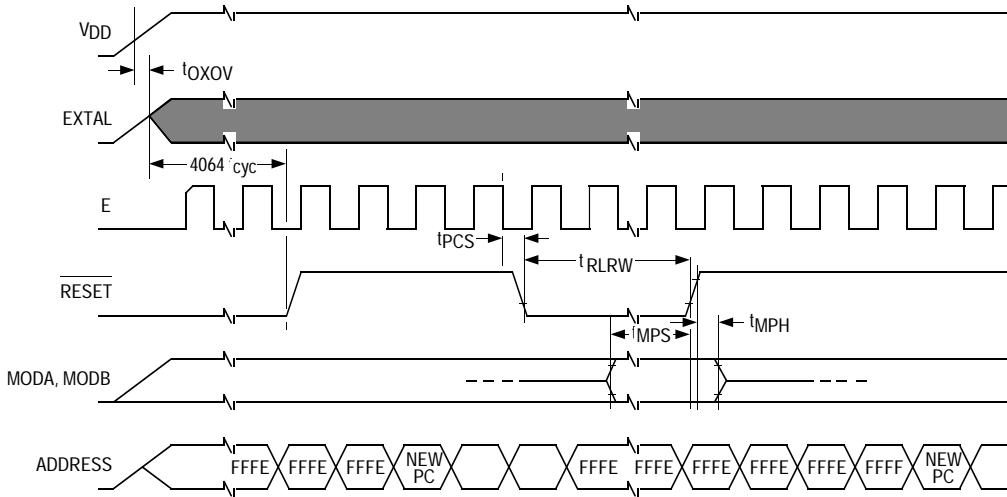 VDD
tOXOV
EXTAL
4064 tcyc
E
tPCS
tRLRW
RESET
tMPH
tMPS
MODA, MODB
ADDRESS
FFFE FFFE FFFE NEW PC FFFE FFFE FFFE FFFE FFFE FFFF NEW PC